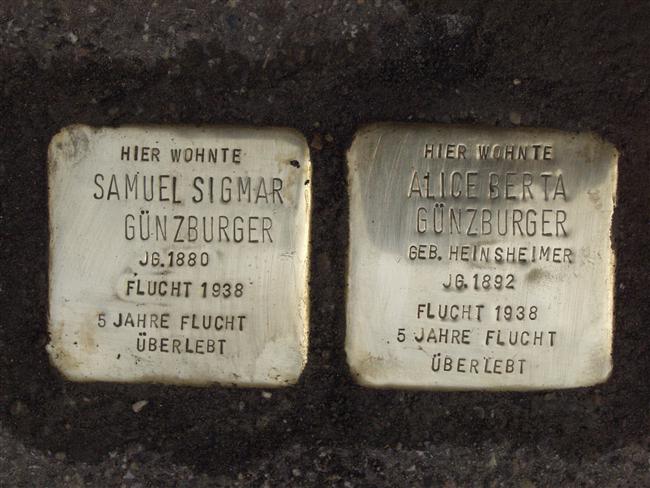 HIER WOHNTE
SAMUEL SIGMAR
GÜNZBURGER
JG.1880
FLUCHT 1938
5 JAHRE FLUCHT
ÜBERLEBT
HIER WOHNTE
ALICE BERTA
GÜNZBURGER
GEB. HEINSHEIMER
JG.1892
FLUCHT 1938
5 JAHRE FLUCHT
ÜBERLEBT